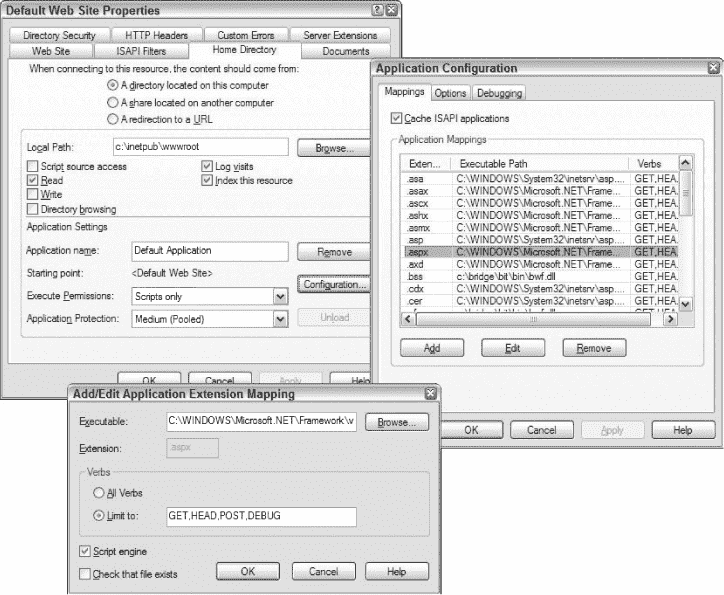 Default Web Site Properties
Directory Security
HTTP Headers
Custom Errors
Server Extensions
Web Site
ISAPI Filters
Home Directory
Documents
When connecting to this resource, the content should come from:
A directory located on this computer
A share located on another computer
A redirection to a URL
Local Path:
c:\inetpub\wwwroot
Browse...
Script source access
Log visits
Read
Index this resource
Write
Directory browsing
Application Settings
Application name:
Default Application
Remove
Starting point:
<Default Web Site>
Configuration...
Execute Permissions:
Scripts only
Application Protection:
Medium (Pooled)
Unload
OK
Cancel
Apply
Help
Application Configuration
Mappings
Options
Debugging
Cache ISAPI applications
Application Mappings
Exten... Executable Path Verbs
.asa C:\WINDOWS\System32\inetsrv\asp.... GET,HEA
.asax C:\WINDOWS\Microsoft.NET\Frame... GET,HEA
.ascx C:\WINDOWS\Microsoft.NET\Frame... GET,HEA
.ashx C:\WINDOWS\Microsoft.NET\Frame... GET,HEA
.asmx C:\WINDOWS\Microsoft.NET\Frame... GET,HEA
.asp C:\WINDOWS\System32\inetsrv\asp.... GET,HEA
.aspx C:\WINDOWS\Microsoft.NET\Frame... GET,HEA
.axd C:\WINDOWS\Microsoft.NET\Frame... GET,HEA
.bss c:\bridge\bit\bin\bwf.dll GET,HEA
.cdx C:\WINDOWS\System32\inetsrv\asp.... GET,HEA
.cer C:\WINDOWS\System32\inetsrv\asp.... GET,HEA
Add
Edit
Remove
OK
Cancel
Apply
Help
Add/Edit Application Extension Mapping
Executable:
C:\WINDOWS\Microsoft.NET\Framework\v
Browse...
Extension:
.aspx
Verbs
All Verbs
Limit to:
GET,HEAD,POST,DEBUG
Script engine
Check that file exists
OK
Cancel
Help